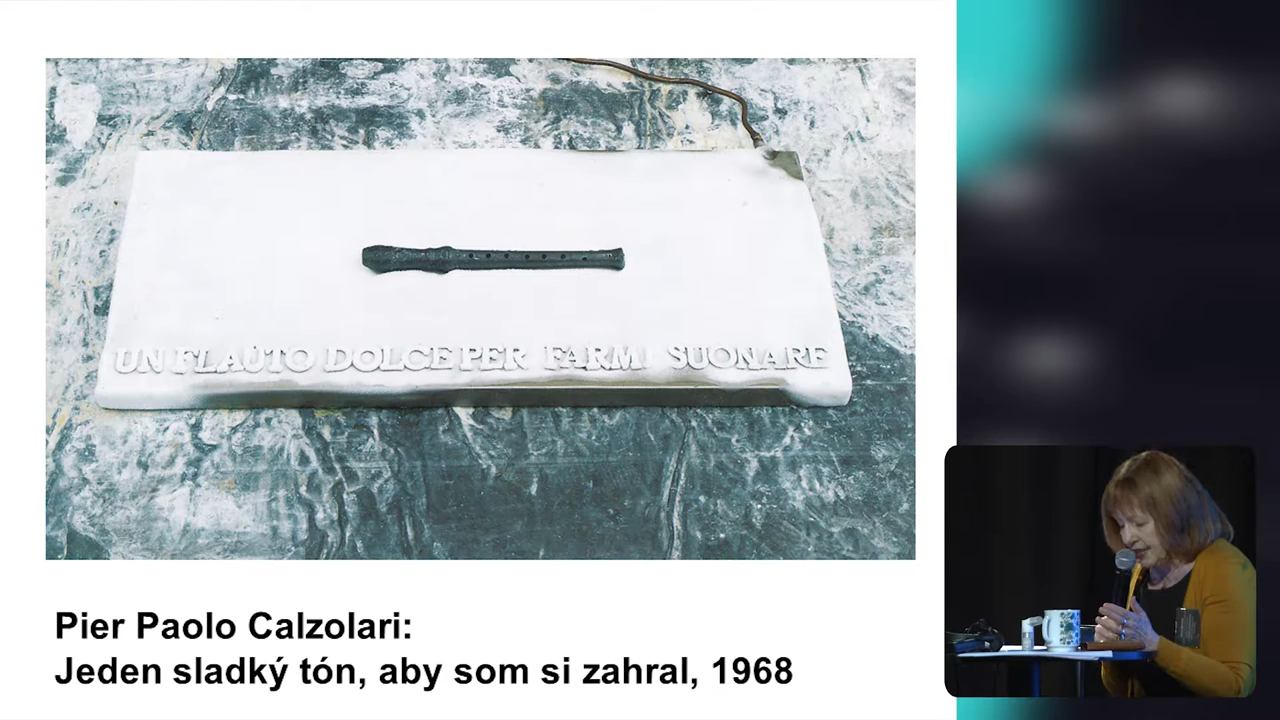 UN FLAUTO DOLCE PER FARMI SUONARE
Pier Paolo Calzolari:
Jeden sladký tón, aby som si zahral, 1968